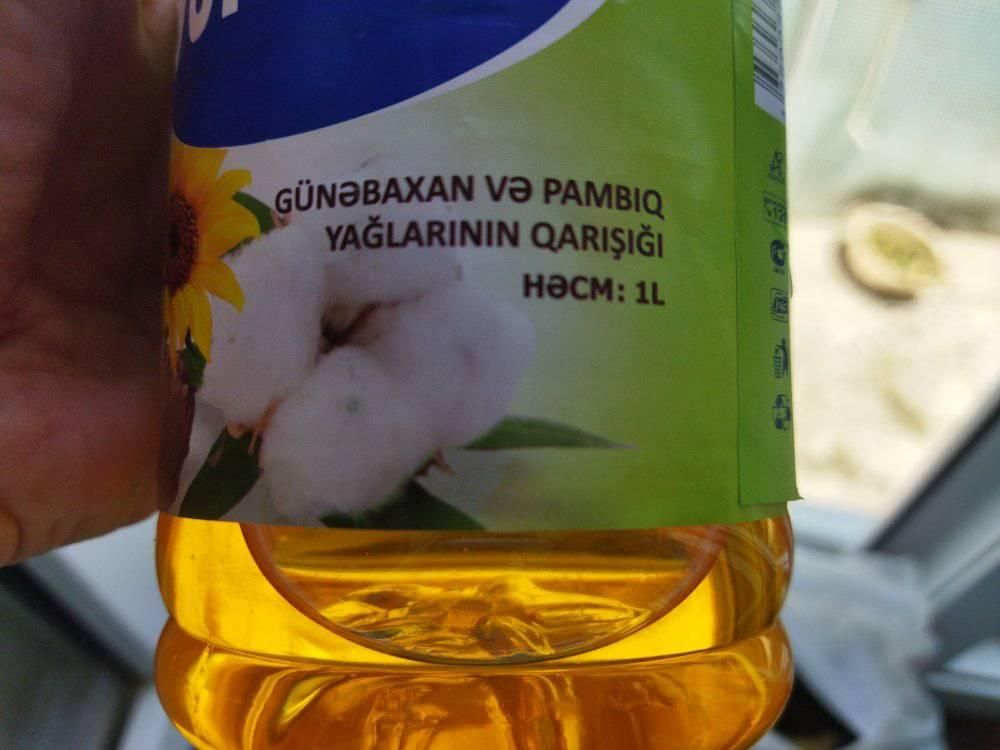 GÜNƏBAXAN VƏ PAMBIQ
YAĞLARININ QARIŞIĞI
HƏCM: 1L